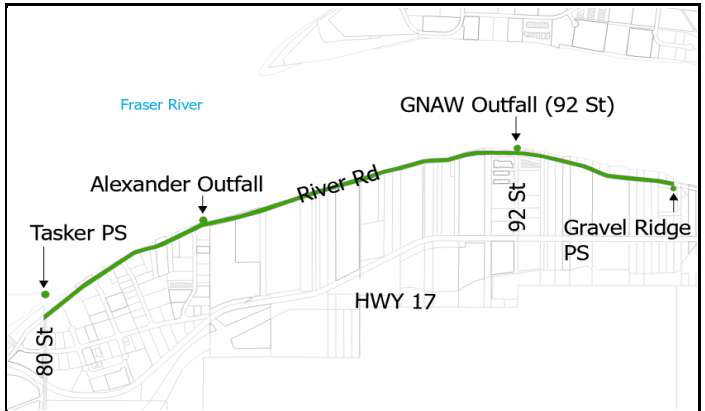 Fraser River
GNAW Outfall (92 St)
Alexander Outfall
River Rd
Tasker PS
92 St
Gravel Ridge
PS
HWY 17
80 St